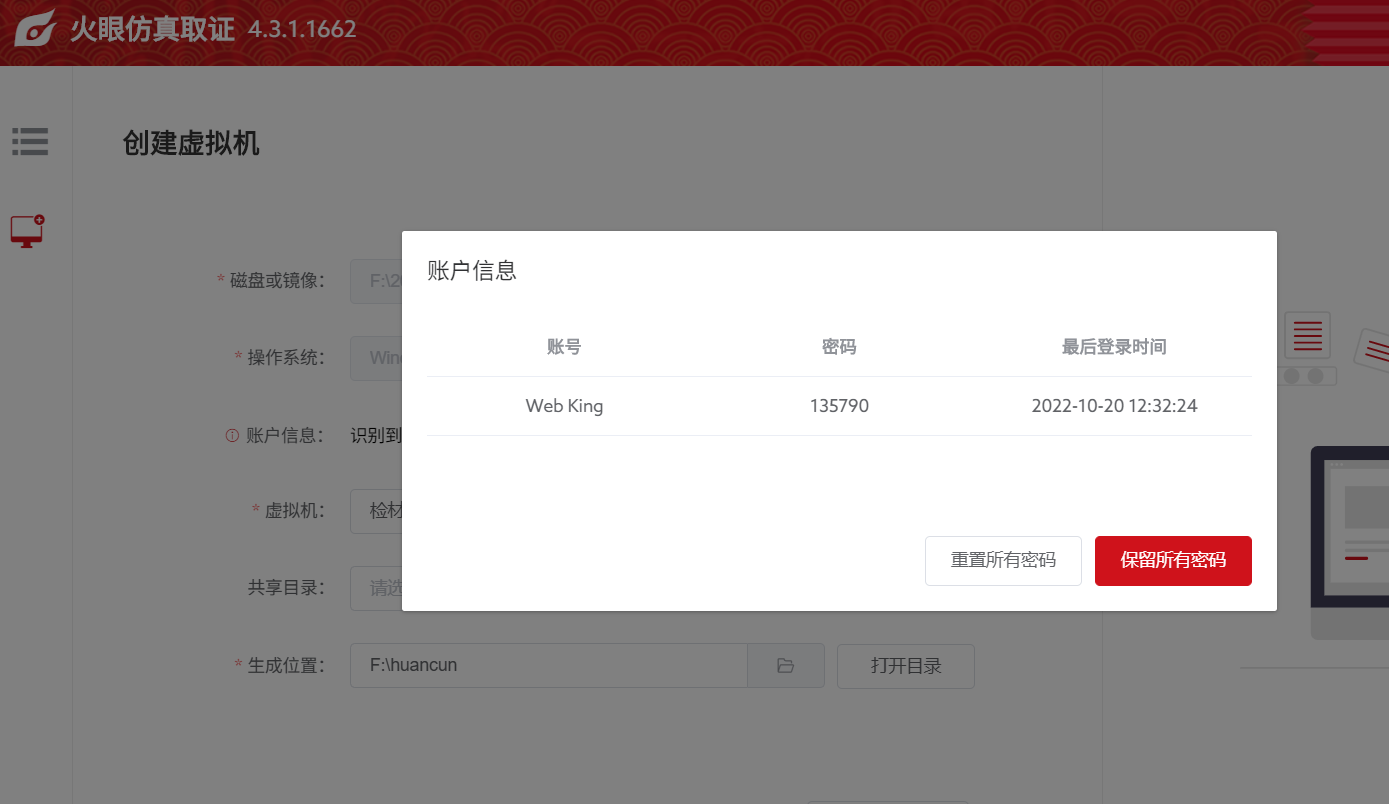 火眼仿真取证 4.3.1.1662
创建虚拟机
* 磁盘或镜像: F:\2
* 操作系统: Win
账户信息: 识别到
* 虚拟机: 检材
共享目录: 请选
* 生成位置: F:\huancun 打开目录
账户信息
账号 密码 最后登录时间
Web King 135790 2022-10-20 12:32:24
重置所有密码 保留所有密码